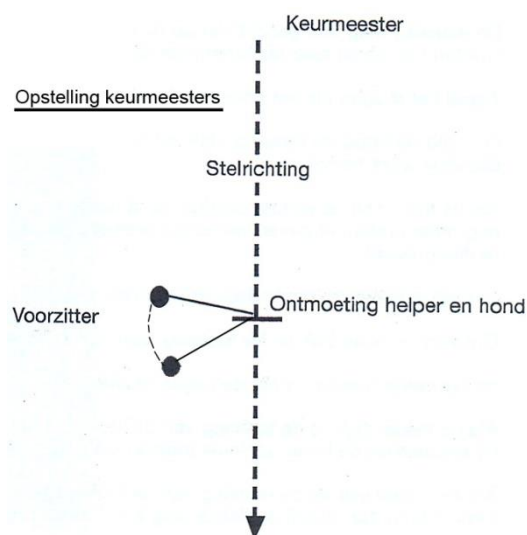 Keurmeester
Opstelling keurmeesters
Stelrichting
Ontmoeting helper en hond
Voorzitter